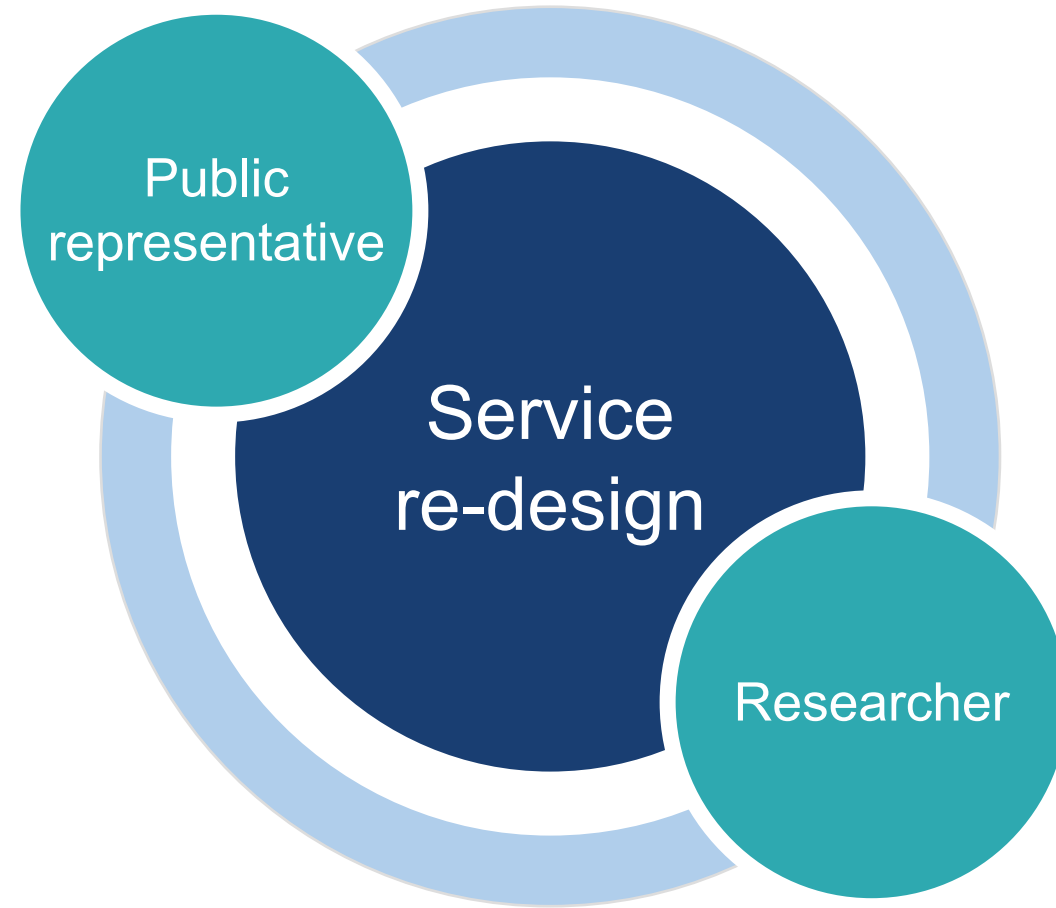 Public
representative
Service
re-design
Researcher